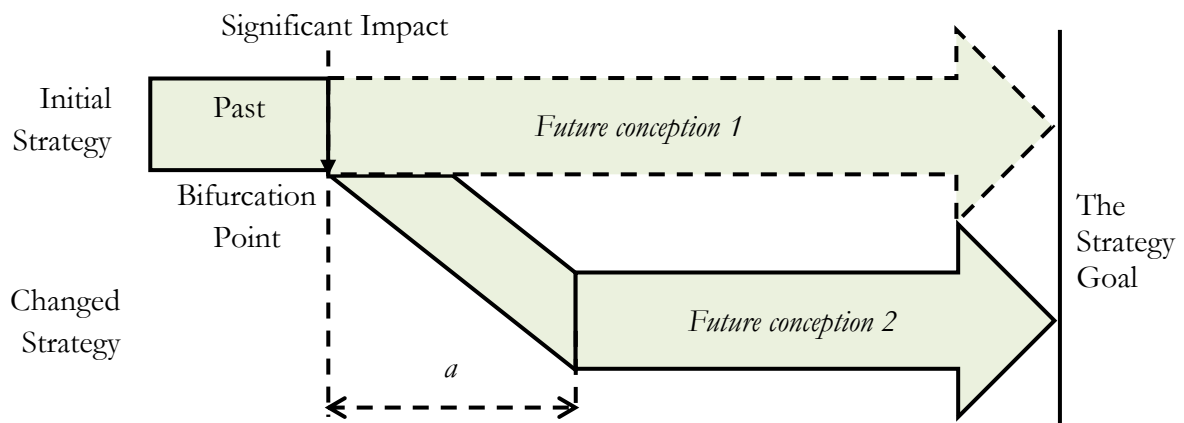 Significant Impact
Initial
Strategy
Past
Future conception 1
Bifurcation
Point
The
Strategy
Goal
Changed
Strategy
Future conception 2
a